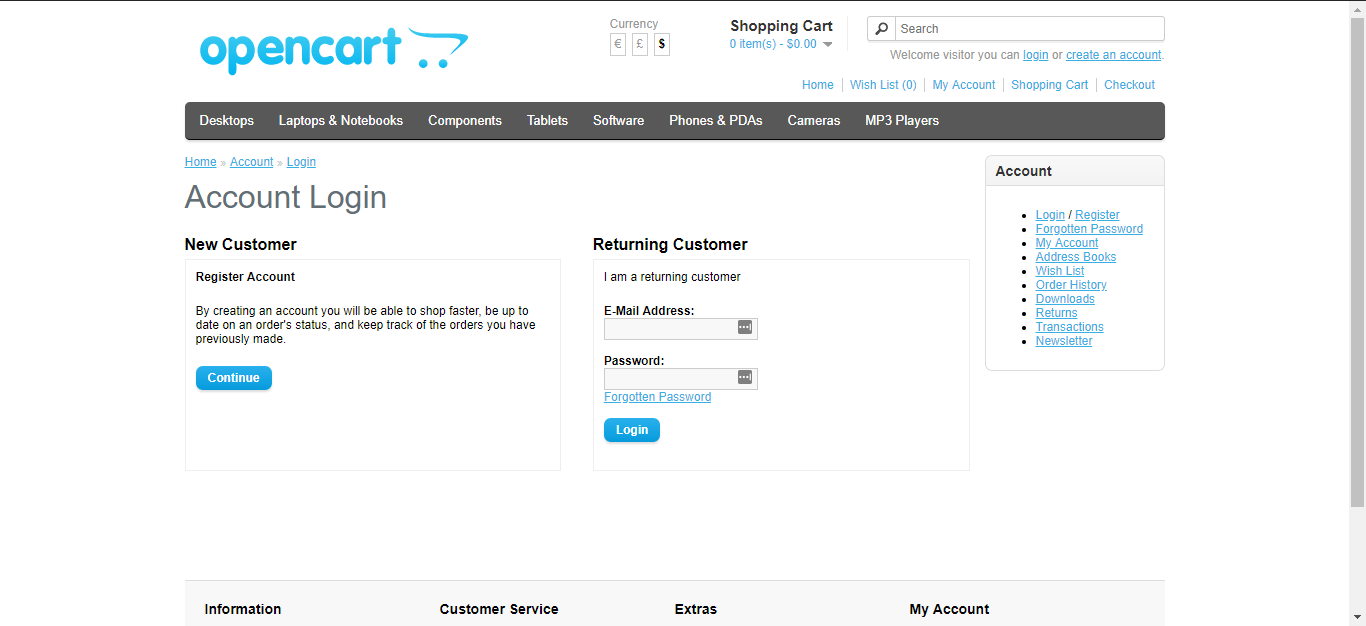 opencart
Currency
€ £ $
Shopping Cart
0 item(s) - $0.00
Search
Welcome visitor you can login or create an account.
Home Wish List (0) My Account Shopping Cart Checkout
Desktops Laptops & Notebooks Components Tablets Software Phones & PDAs Cameras MP3 Players
Home » Account » Login
Account Login
New Customer
Register Account
By creating an account you will be able to shop faster, be up to
date on an order's status, and keep track of the orders you have
previously made.
Continue
Returning Customer
I am a returning customer
E-Mail Address:
Password:
Forgotten Password
Login
Account
Login / Register
Forgotten Password
My Account
Address Books
Wish List
Order History
Downloads
Returns
Transactions
Newsletter
Information Customer Service Extras My Account